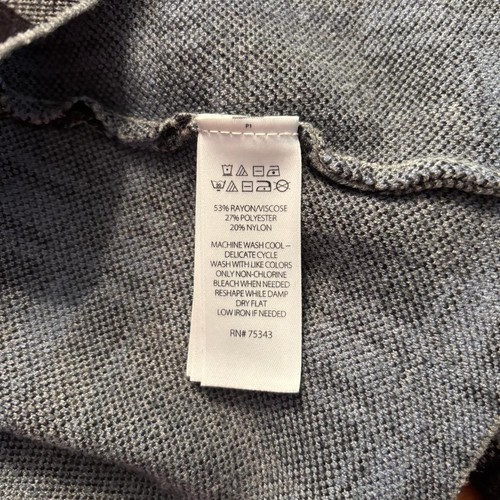 PI
53% RAYON/VISCOSE
27% POLYESTER
20% NYLON
MACHINE WASH COOL –
DELICATE CYCLE
WASH WITH LIKE COLORS
ONLY NON-CHLORINE
BLEACH WHEN NEEDED
RESHAPE WHILE DAMP
DRY FLAT
LOW IRON IF NEEDED
RN# 75343